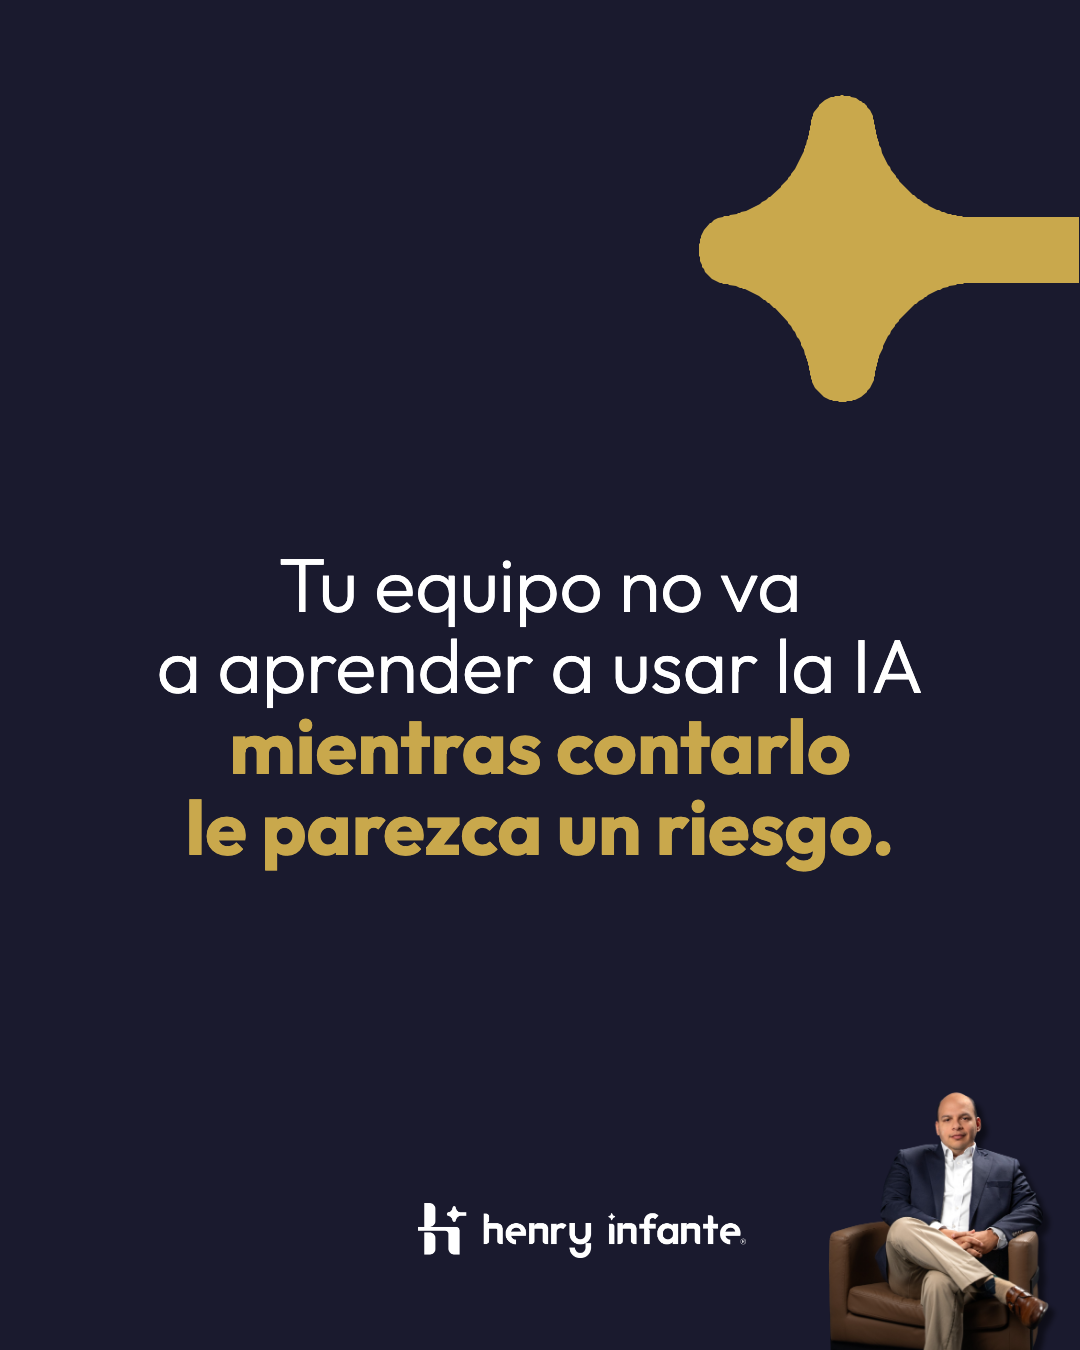 Tu equipo no va
a aprender a usar la IA
mientras contarlo
le parezca un riesgo.
henry infante®